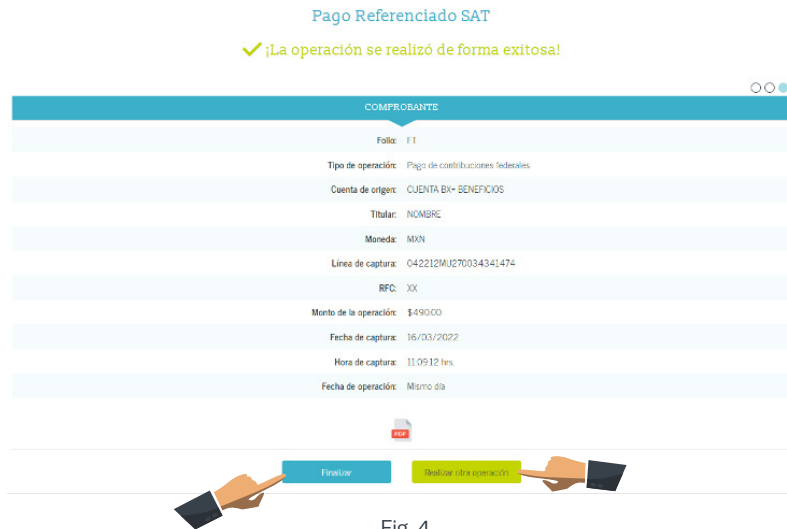 Pago Referenciado SAT
¡La operación se realizó de forma exitosa!
COMPROBANTE
Folio: FT
Tipo de operación: Pago de contribuciones federales
Cuenta de origen: CUENTA BX+ BENEFICIOS
Titular: NOMBRE
Moneda: MXN
Línea de captura: 042212MU270034341474
RFC: XX
Monto de la operación: $490.00
Fecha de captura: 16/03/2022
Hora de captura: 11:09:12 hrs.
Fecha de operación: Mismo día
PDF
Finalizar
Realizar otra operación
Fig. 4